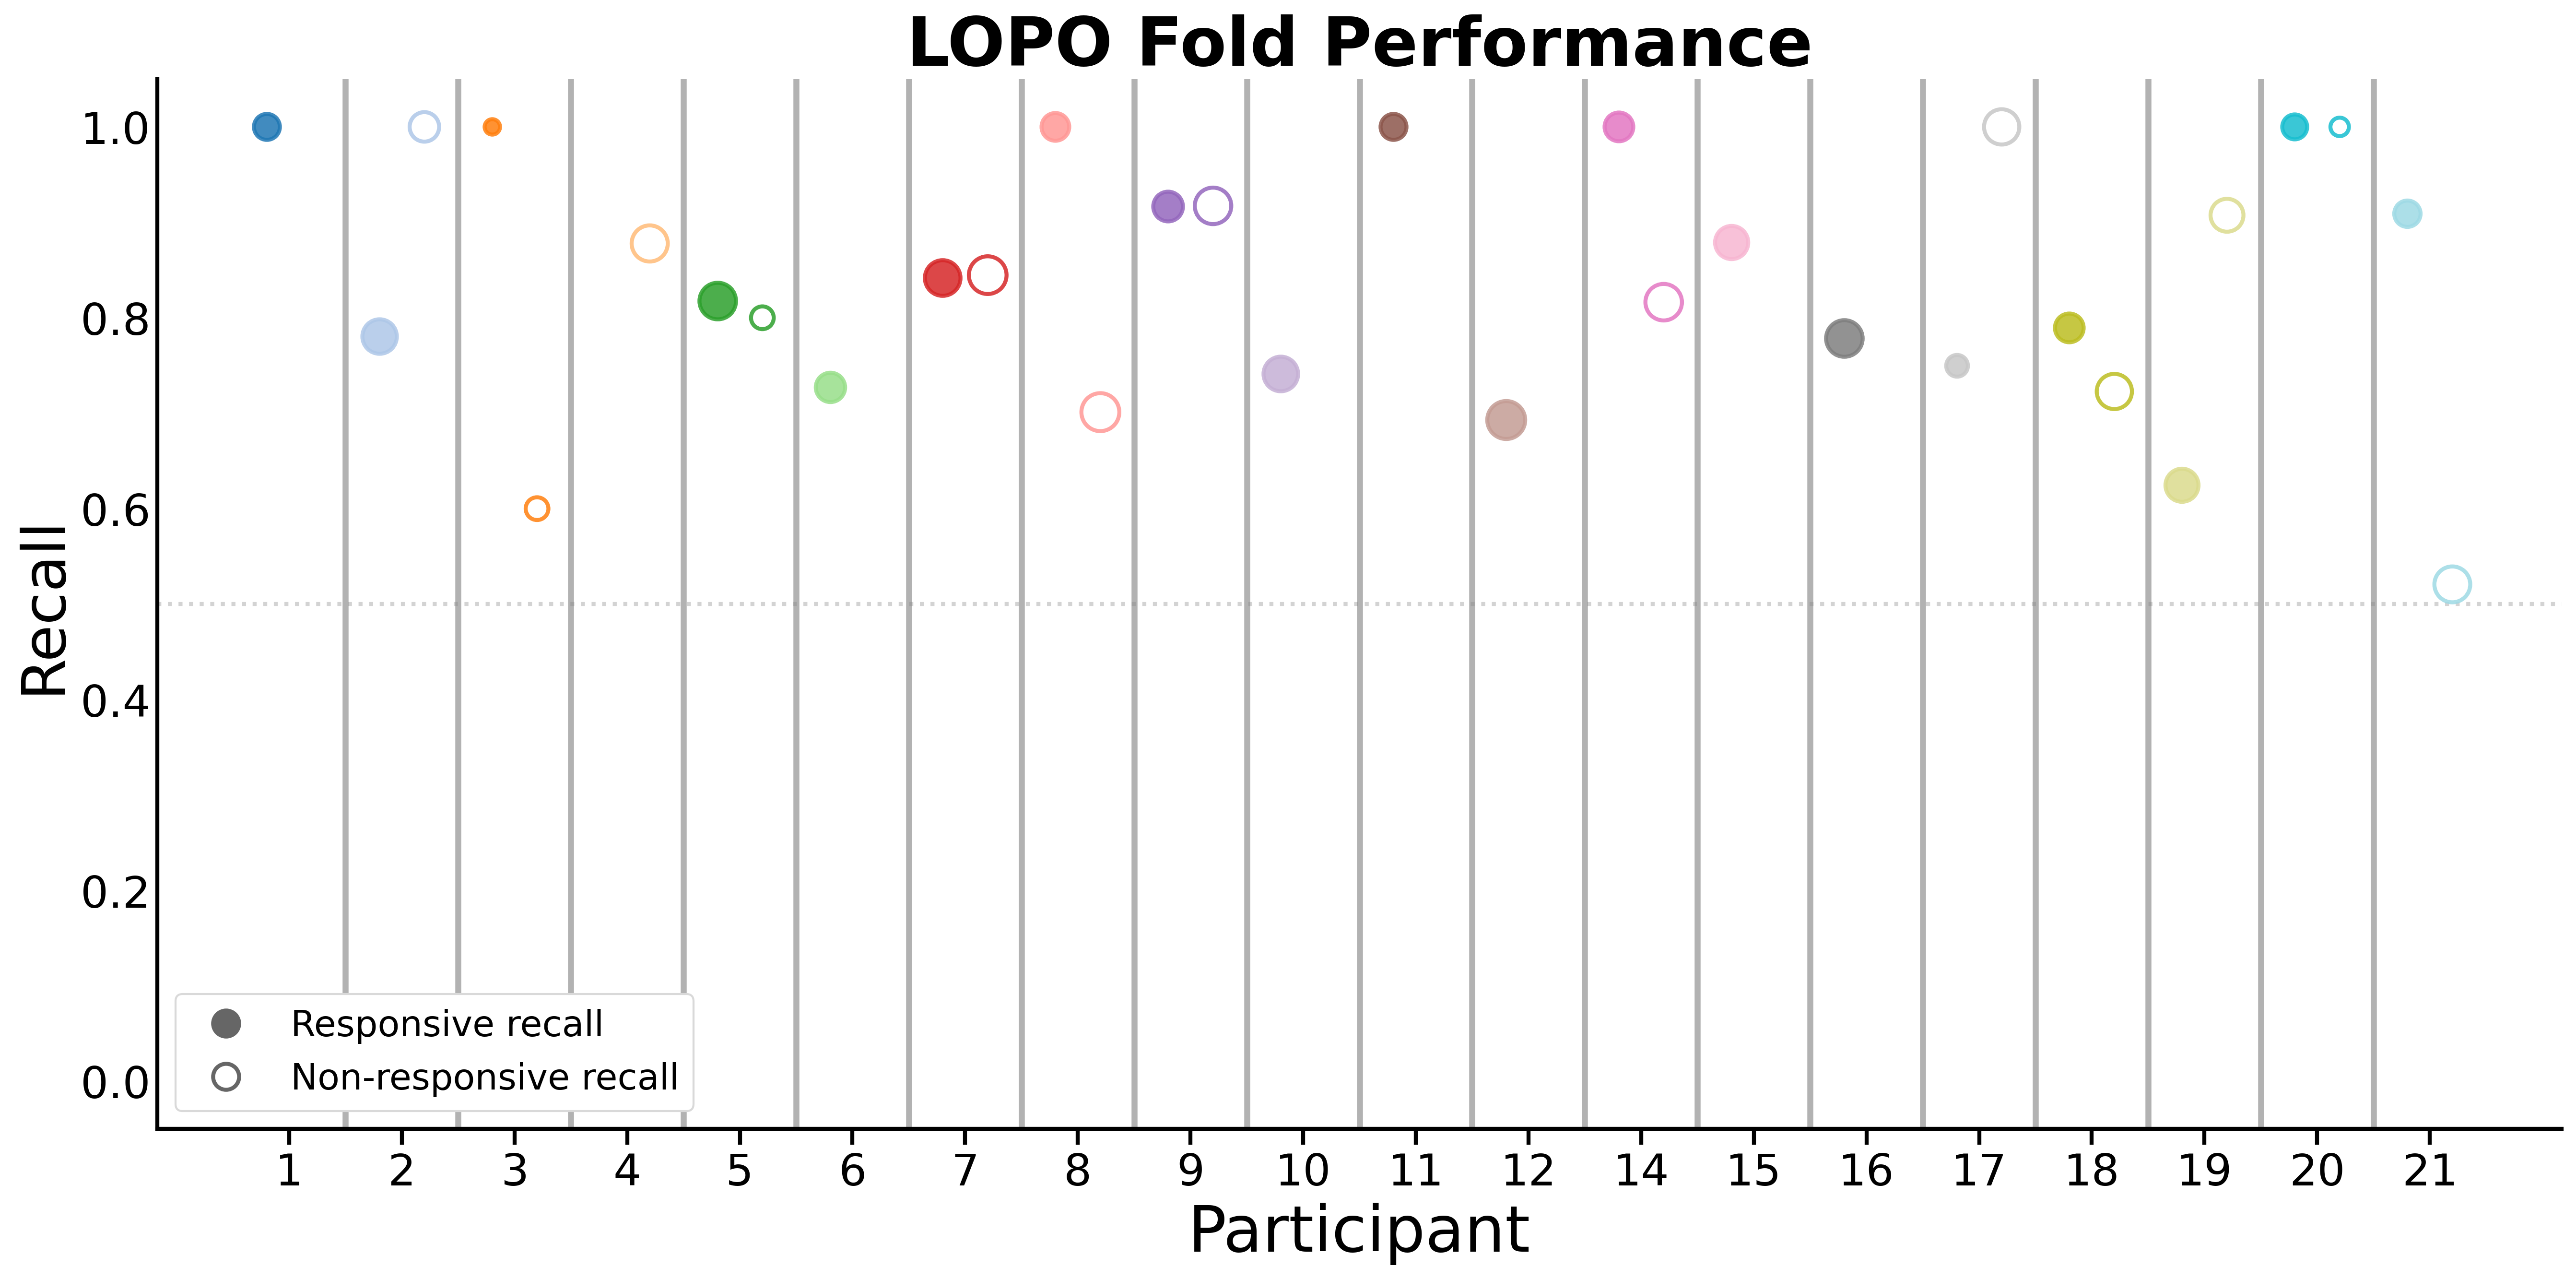 LOPO Fold Performance
Recall
1.0
0.8
0.6
0.4
0.2
0.0
Responsive recall
Non-responsive recall
1 2 3 4 5 6 7 8 9 10 11 12 14 15 16 17 18 19 20 21
Participant